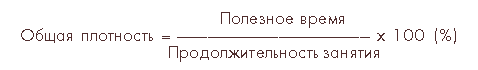 Полезное время
Общая плотность = ——————————— х 100 (%)
Продолжительность занятия